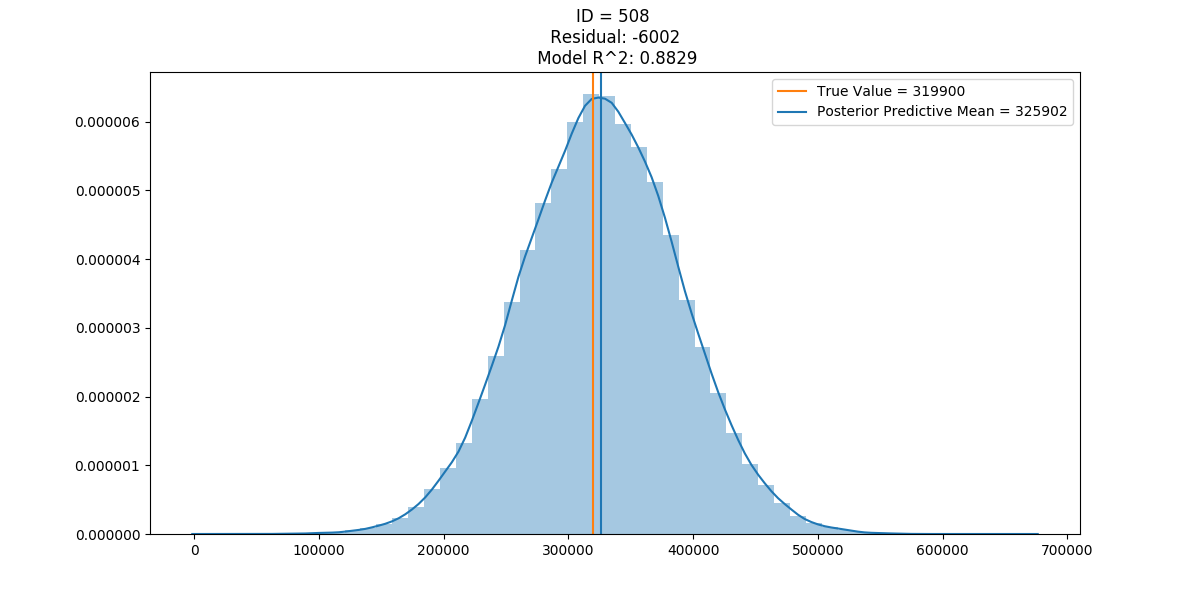 ID = 508
Residual: -6002
Model R^2: 0.8829
True Value = 319900
Posterior Predictive Mean = 325902
0.000006
0.000005
0.000004
0.000003
0.000002
0.000001
0.000000
0 100000 200000 300000 400000 500000 600000 700000